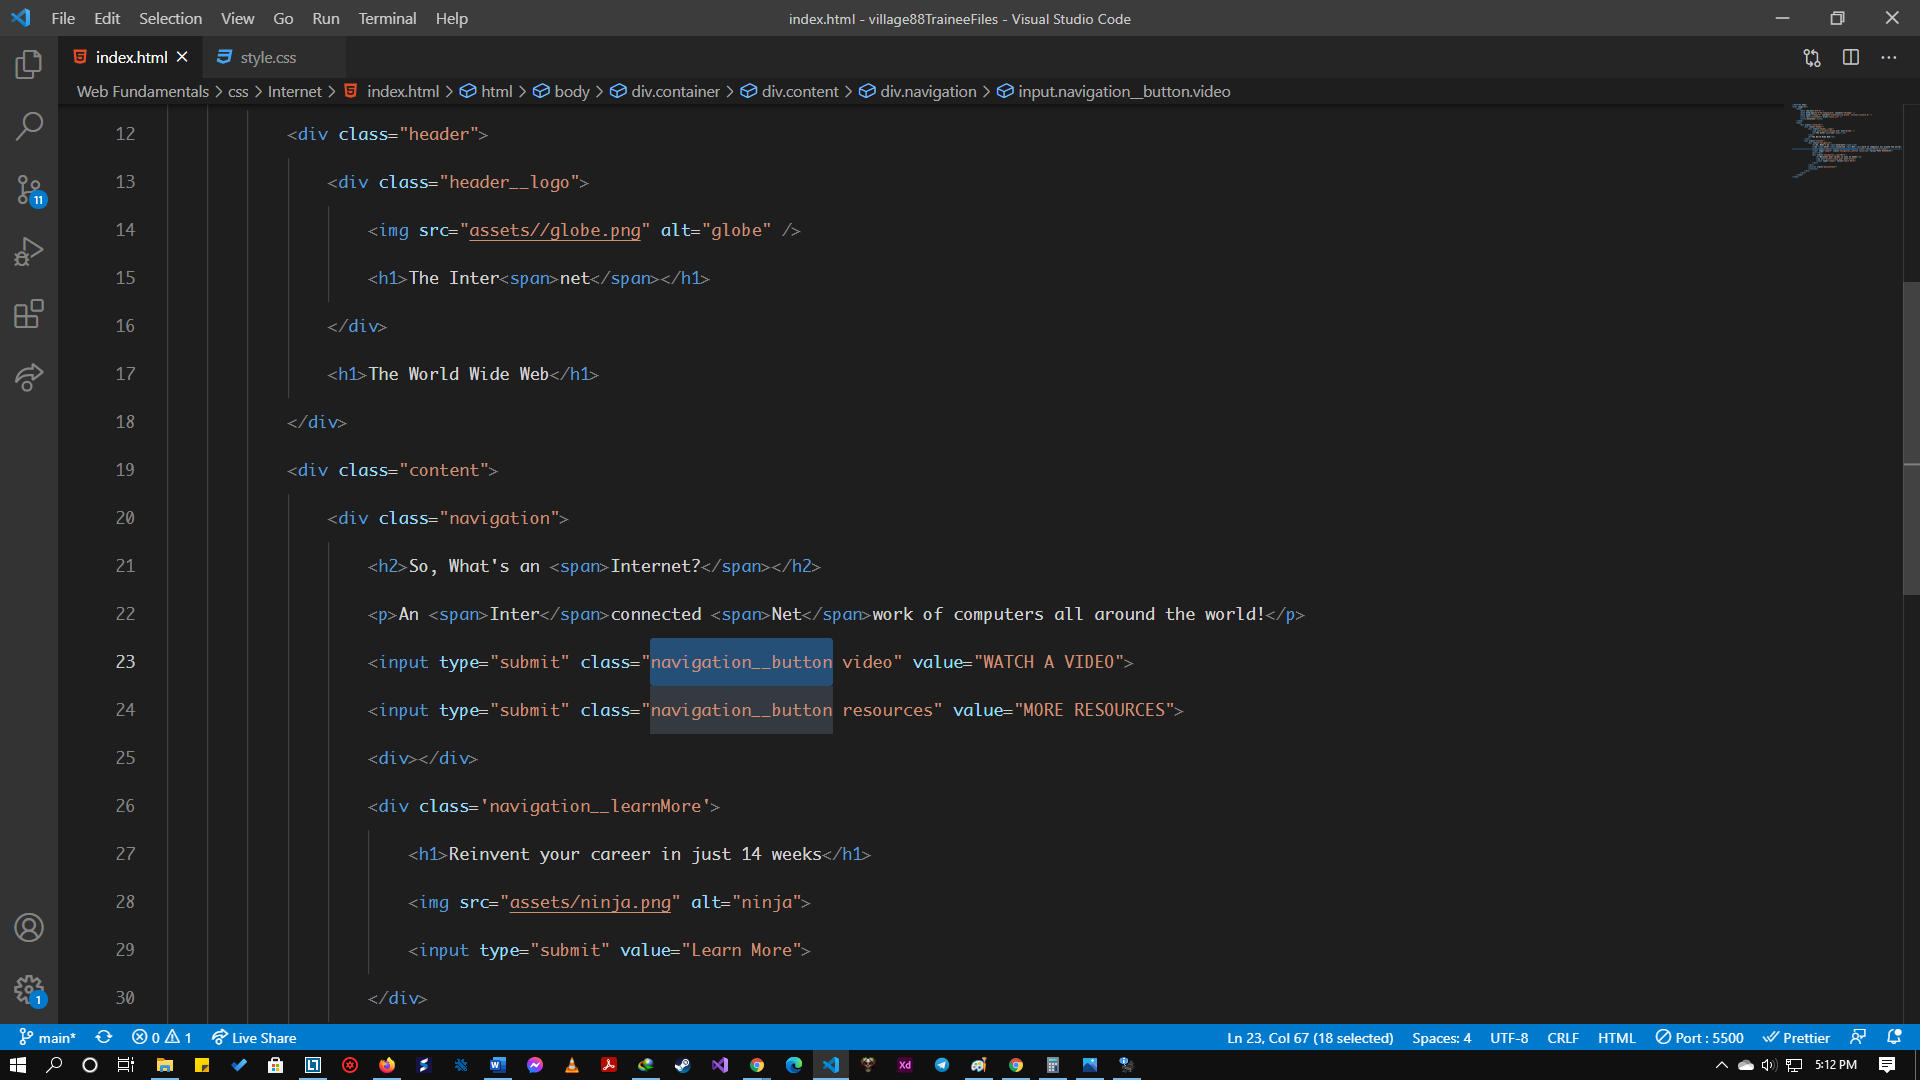 File Edit Selection View Go Run Terminal Help
index.html - village88TraineeFiles - Visual Studio Code
index.html
style.css
Web Fundamentals > css > Internet > index.html > html > body > div.container > div.content > div.navigation > input.navigation__button.video
12 <div class="header">
13 <div class="header__logo">
14 <img src="assets//globe.png" alt="globe" />
15 <h1>The Inter<span>net</span></h1>
16 </div>
17 <h1>The World Wide Web</h1>
18 </div>
19 <div class="content">
20 <div class="navigation">
21 <h2>So, What's an <span>Internet?</span></h2>
22 <p>An <span>Inter</span>connected <span>Net</span>work of computers all around the world!</p>
23 <input type="submit" class="navigation__button video" value="WATCH A VIDEO">
24 <input type="submit" class="navigation__button resources" value="MORE RESOURCES">
25 <div></div>
26 <div class='navigation__learnMore'>
27 <h1>Reinvent your career in just 14 weeks</h1>
28 <img src="assets/ninja.png" alt="ninja">
29 <input type="submit" value="Learn More">
30 </div>
11
1
main* 0 1 Live Share
Ln 23, Col 67 (18 selected) Spaces: 4 UTF-8 CRLF HTML Port : 5500 Prettier
Xd
5:12 PM